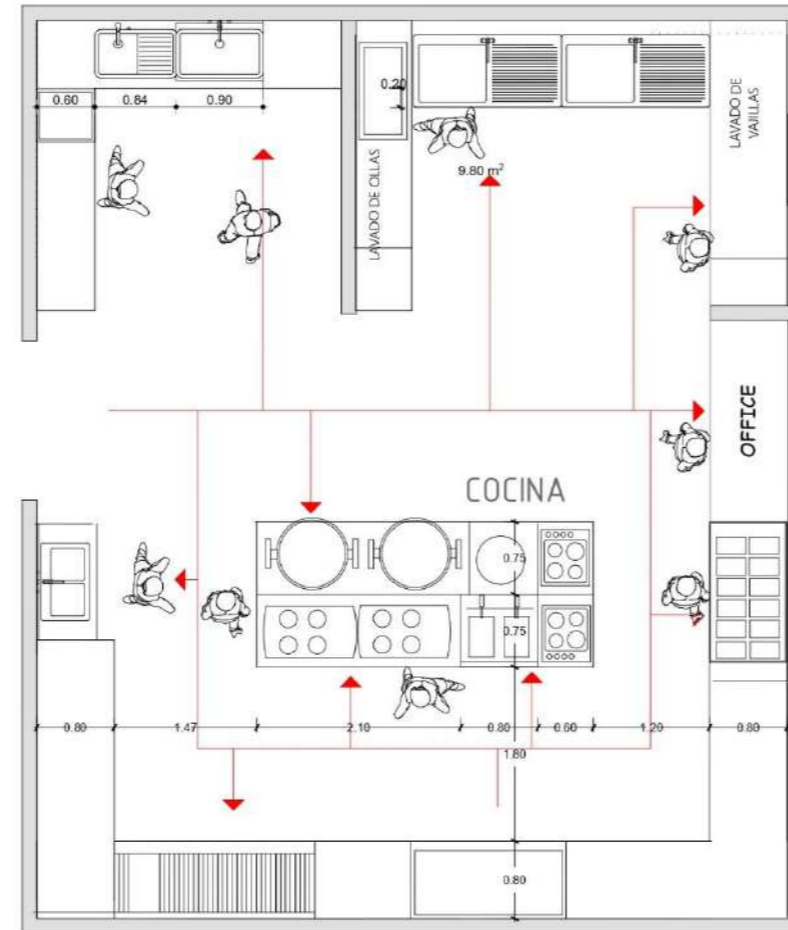 0.60 0.84 0.90
0.20
LAVADO DE OLLAS
9.80 m²
LAVADO DE
VAJILLAS
OFFICE
COCINA
0.75
0.75
0.80 1.47 2.10 0.80 0.60 1.20 0.80
1.80
0.80